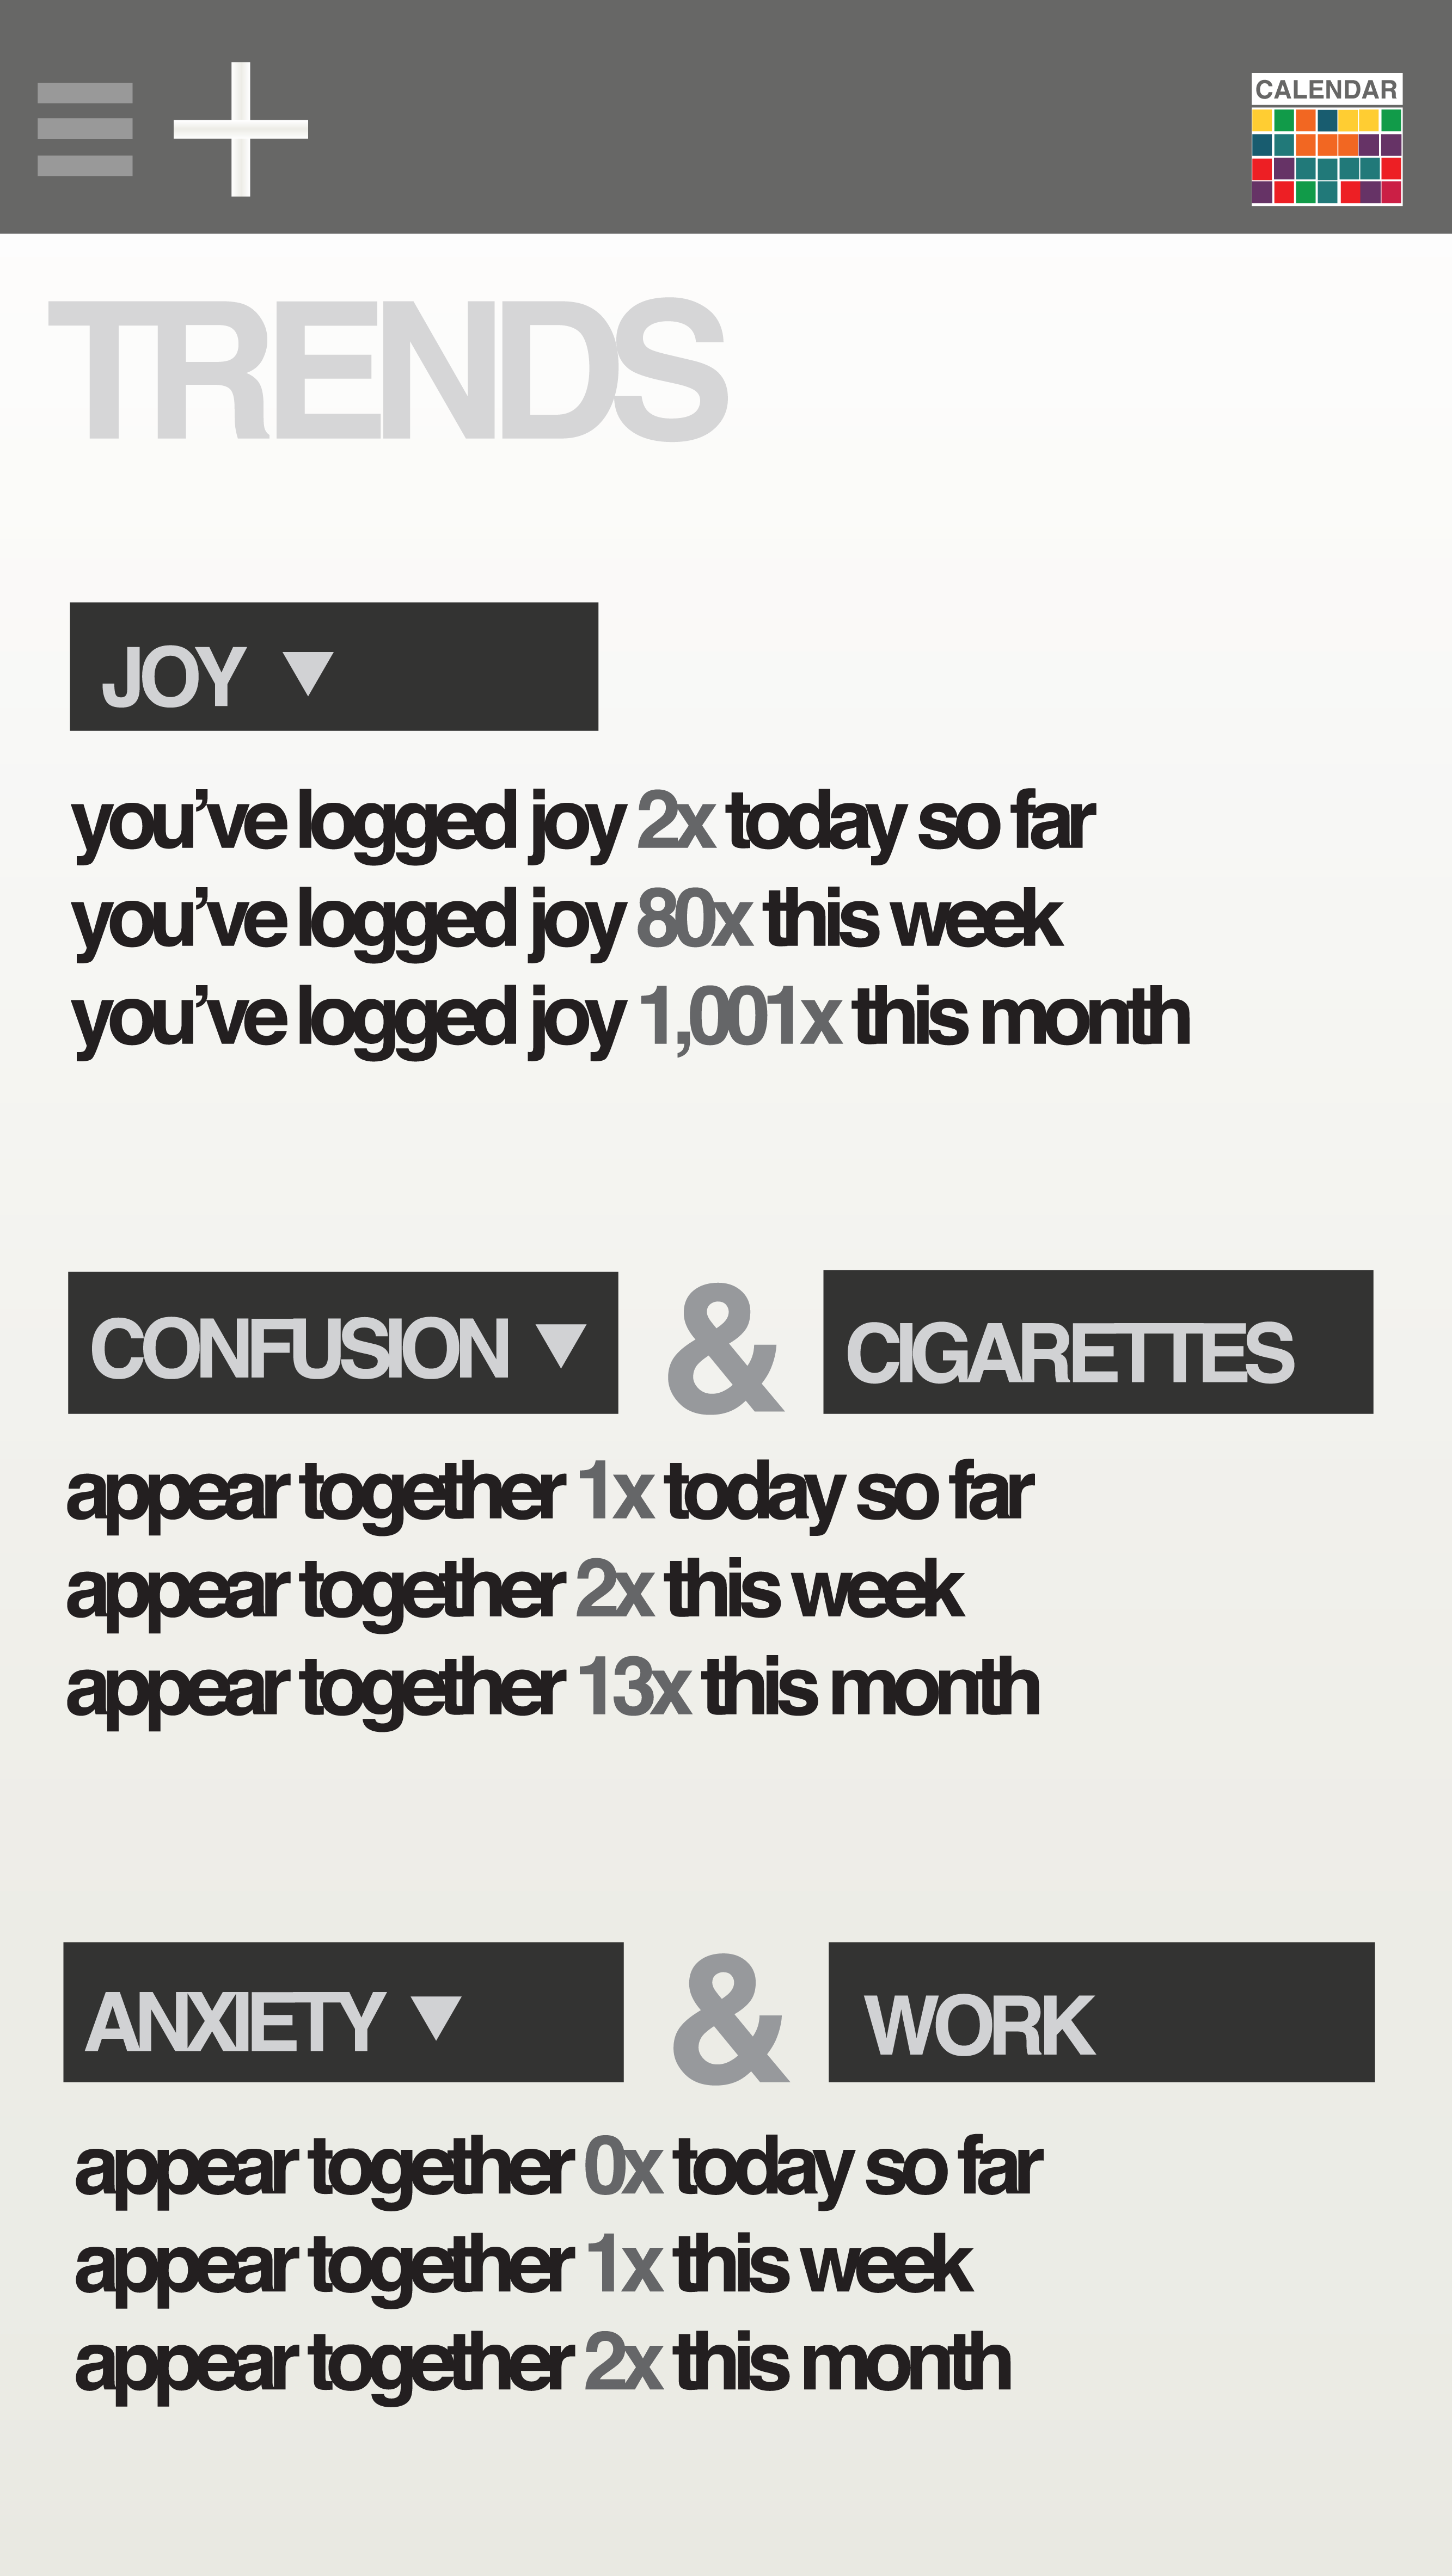 CALENDAR
TRENDS
JOY ▼
you’ve logged joy 2x today so far
you’ve logged joy 80x this week
you’ve logged joy 1,001x this month
CONFUSION ▼ & CIGARETTES
appear together 1x today so far
appear together 2x this week
appear together 13x this month
ANXIETY ▼ & WORK
appear together 0x today so far
appear together 1x this week
appear together 2x this month